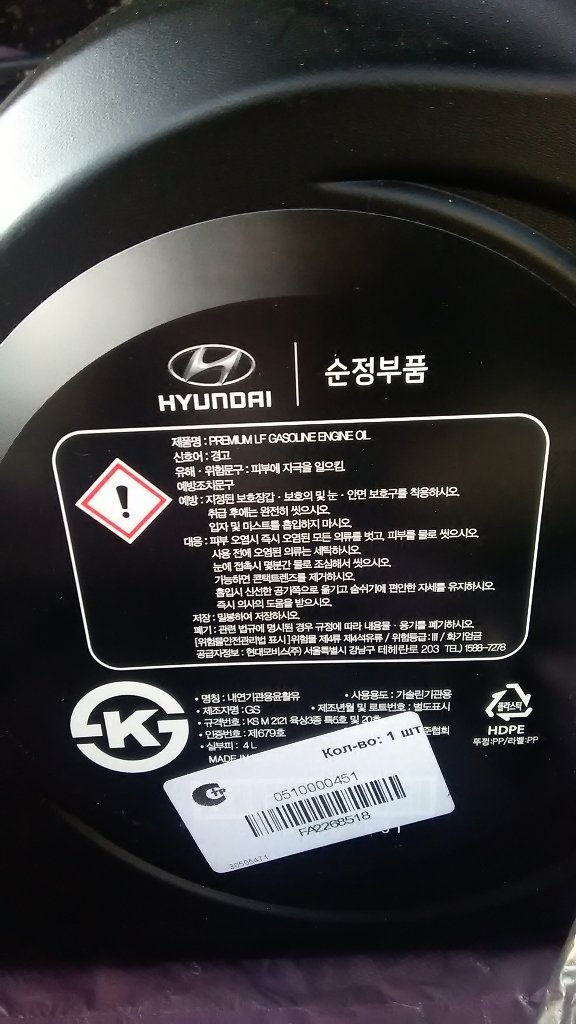 HYUNDAI
순정부품
제품명 : PREMIUM LF GASOLINE ENGINE OIL
신호어 : 경고
유해 · 위험문구 : 피부에 자극을 일으킴.
예방조치문구
예방 : 지정된 보호장갑 · 보호의 및 눈 · 안면 보호구를 착용하시오.
취급 후에는 완전히 씻으시오.
입자 및 미스트를 흡입하지 마시오.
대응 : 피부 오염시 즉시 오염된 모든 의류를 벗고, 피부를 물로 씻으시오.
사용 전에 오염된 의류는 세탁하시오.
눈에 접촉시 몇분간 물로 조심해서 씻으시오.
가능하면 콘택트렌즈를 제거하시오.
흡입시 신선한 공기쪽으로 옮기고 숨쉬기에 편안한 자세를 유지하시오.
즉시 의사의 도움을 받으시오.
저장 : 밀봉하여 저장하시오.
폐기 : 관련 법규에 명시된 경우 규정에 따라 내용물 · 용기를 폐기하시오.
[위험물안전관리법 표시] 위험물 제4류 제4석유류 / 위험등급 : III / 화기엄금
공급자정보 : 현대모비스(주) 서울특별시 강남구 테헤란로 203 TEL) 1588-7278
• 명칭 : 내연기관용윤활유 • 사용용도 : 가솔린기관용
• 제조자명 : GS • 제조년월 및 로트번호 : 별도표시
• 규격번호 : KS M 2121 육상3종 특5호 및 20호
• 인증번호 : 제679호 준협회
• 실부피 : 4 L
MADE IN
플라스틱
HDPE
뚜껑:PP/라벨:PP
Кол-во: 1 шт
0510000451
FA2268518